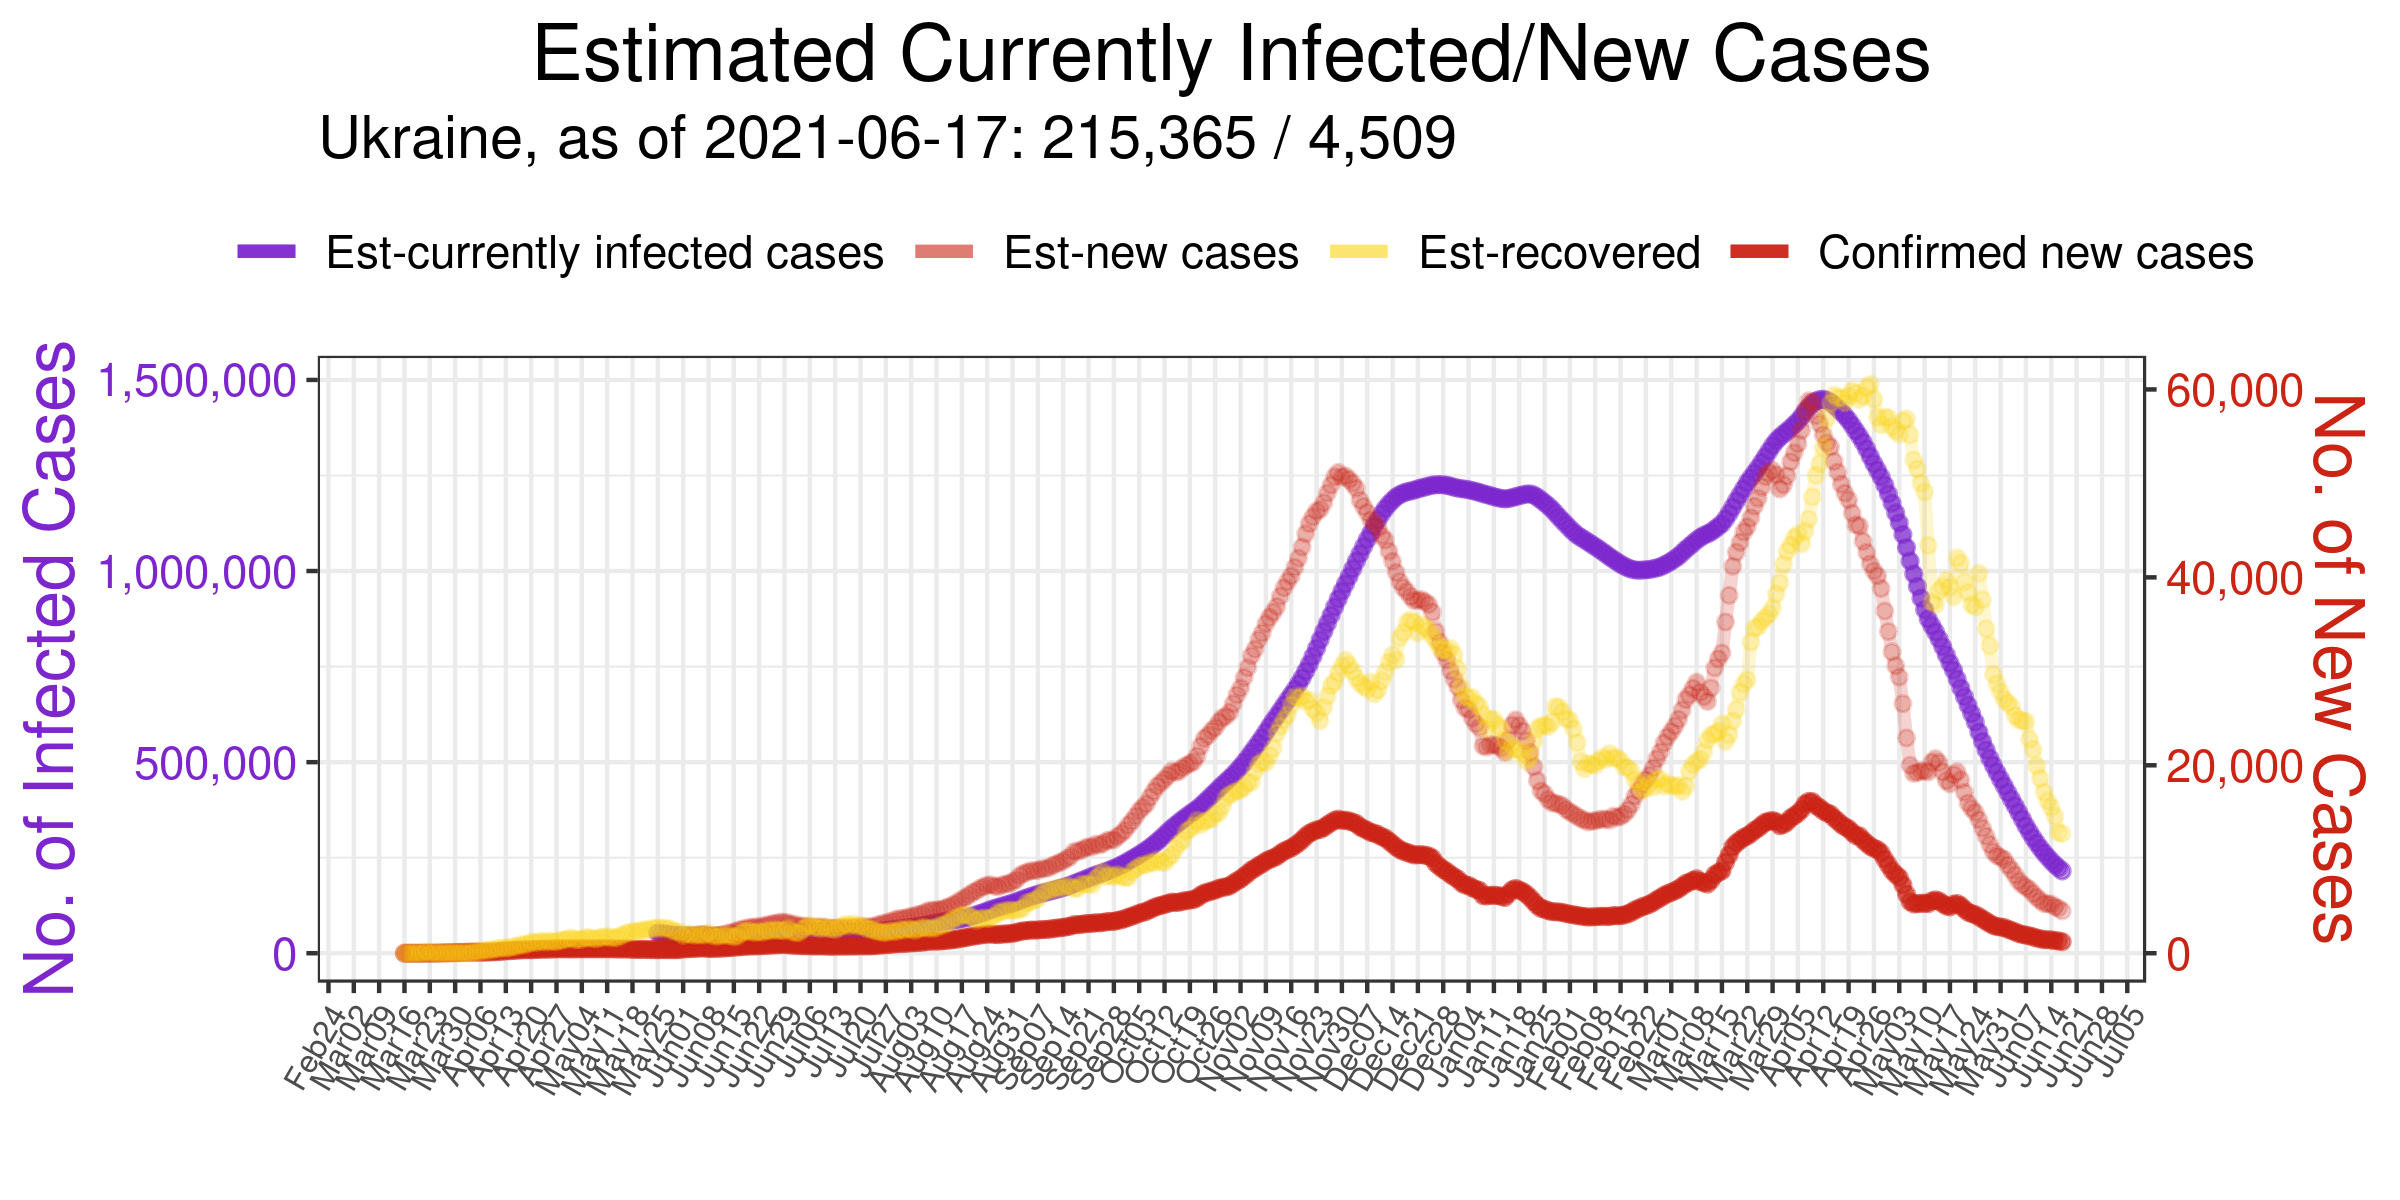 Estimated Currently Infected/New Cases
Ukraine, as of 2021-06-17: 215,365 / 4,509
Est-currently infected cases Est-new cases Est-recovered Confirmed new cases
No. of Infected Cases
1,500,000
1,000,000
500,000
0
60,000
40,000
20,000
0
No. of New Cases
Feb24 Mar02 Mar09 Mar16 Mar23 Mar30 Apr06 Apr13 Apr20 Apr27 May04 May11 May18 May25 Jun01 Jun08 Jun15 Jun22 Jun29 Jul06 Jul13 Jul20 Jul27 Aug03 Aug10 Aug17 Aug24 Aug31 Sep07 Sep14 Sep21 Sep28 Oct05 Oct12 Oct19 Oct26 Nov02 Nov09 Nov16 Nov23 Nov30 Dec07 Dec14 Dec21 Dec28 Jan04 Jan11 Jan18 Jan25 Feb01 Feb08 Feb15 Feb22 Mar01 Mar08 Mar15 Mar22 Mar29 Apr05 Apr12 Apr19 Apr26 May03 May10 May17 May24 May31 Jun07 Jun14 Jun21 Jun28 Jul05